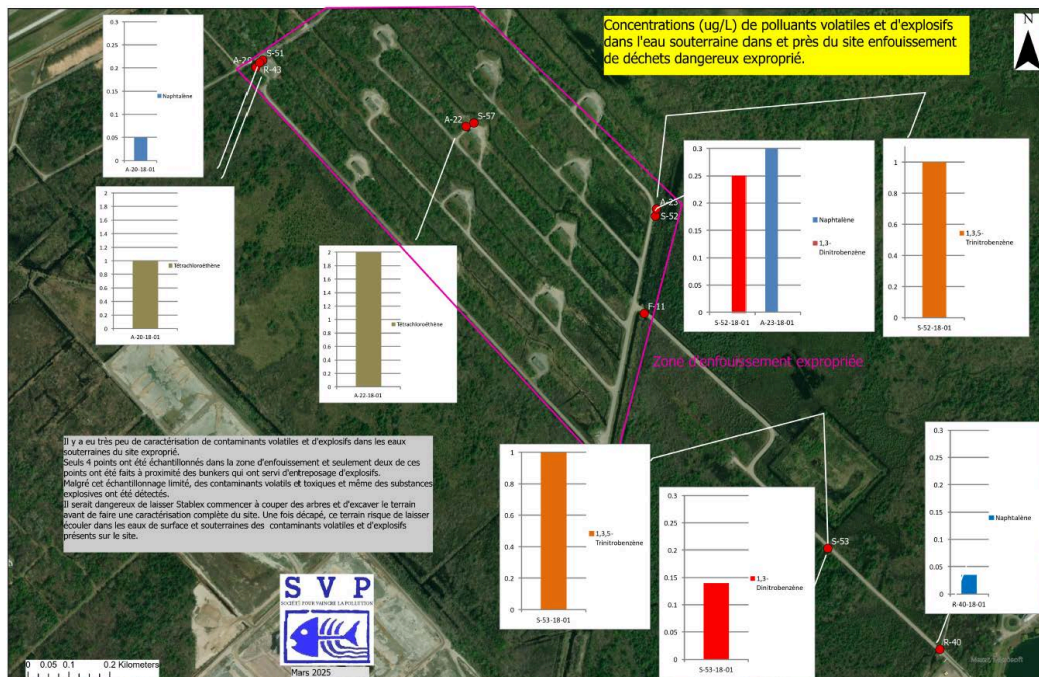 Concentrations (ug/L) de polluants volatiles et d'explosifs
dans l'eau souterraine dans et près du site enfouissement
de déchets dangereux exproprié.
N
0.3
0.25
0.2
0.15
0.1
0.05
0
Naphtalène
A-20-18-01
S-51
R-43
A-22
S-57
2
1.8
1.6
1.4
1.2
1
0.8
0.6
0.4
0.2
0
Tétrachloroéthène
A-20-18-01
2
1.8
1.6
1.4
1.2
1
0.8
0.6
0.4
0.2
0
Tétrachloroéthène
A-22-18-01
A-23
S-52
0.3
0.25
0.2
0.15
0.1
0.05
0
Naphtalène
1,3-
Dinitrobenzène
S-52-18-01
A-23-18-01
1
0.8
0.6
0.4
0.2
0
1,3,5-
Trinitrobenzène
S-52-18-01
F-11
Zone d'enfouissement expropriée
Il y a eu très peu de caractérisation de contaminants volatiles et d'explosifs dans les eaux
souterraines du site exproprié.
Seuls 4 points ont été échantillonnés dans la zone d'enfouissement et seulement deux de ces
points ont été faits à proximité des bunkers qui ont servi d'entreposage d'explosifs.
Malgré cet échantillonnage limité, des contaminants volatils et toxiques et même des substances
explosives ont été détectés.
Il serait dangereux de laisser Stablex commencer à couper des arbres et d'excaver le terrain
avant de faire une caractérisation complète du site. Une fois décapé, ce terrain risque de laisser
écouler dans les eaux de surface et souterraines des contaminants volatiles et d'explosifs
présents sur le site.
1
0.8
0.6
0.4
0.2
0
1,3,5-
Trinitrobenzène
S-53-18-01
0.3
0.25
0.2
0.15
0.1
0.05
0
1,3-
Dinitrobenzène
S-53-18-01
S-53
0.3
0.25
0.2
0.15
0.1
0.05
0
Naphtalène
R-40-18-01
R-40
SVP
SOCIÉTÉ POUR VAINCRE LA POLLUTION
Mars 2025
0 0.05 0.1 0.2 Kilometers